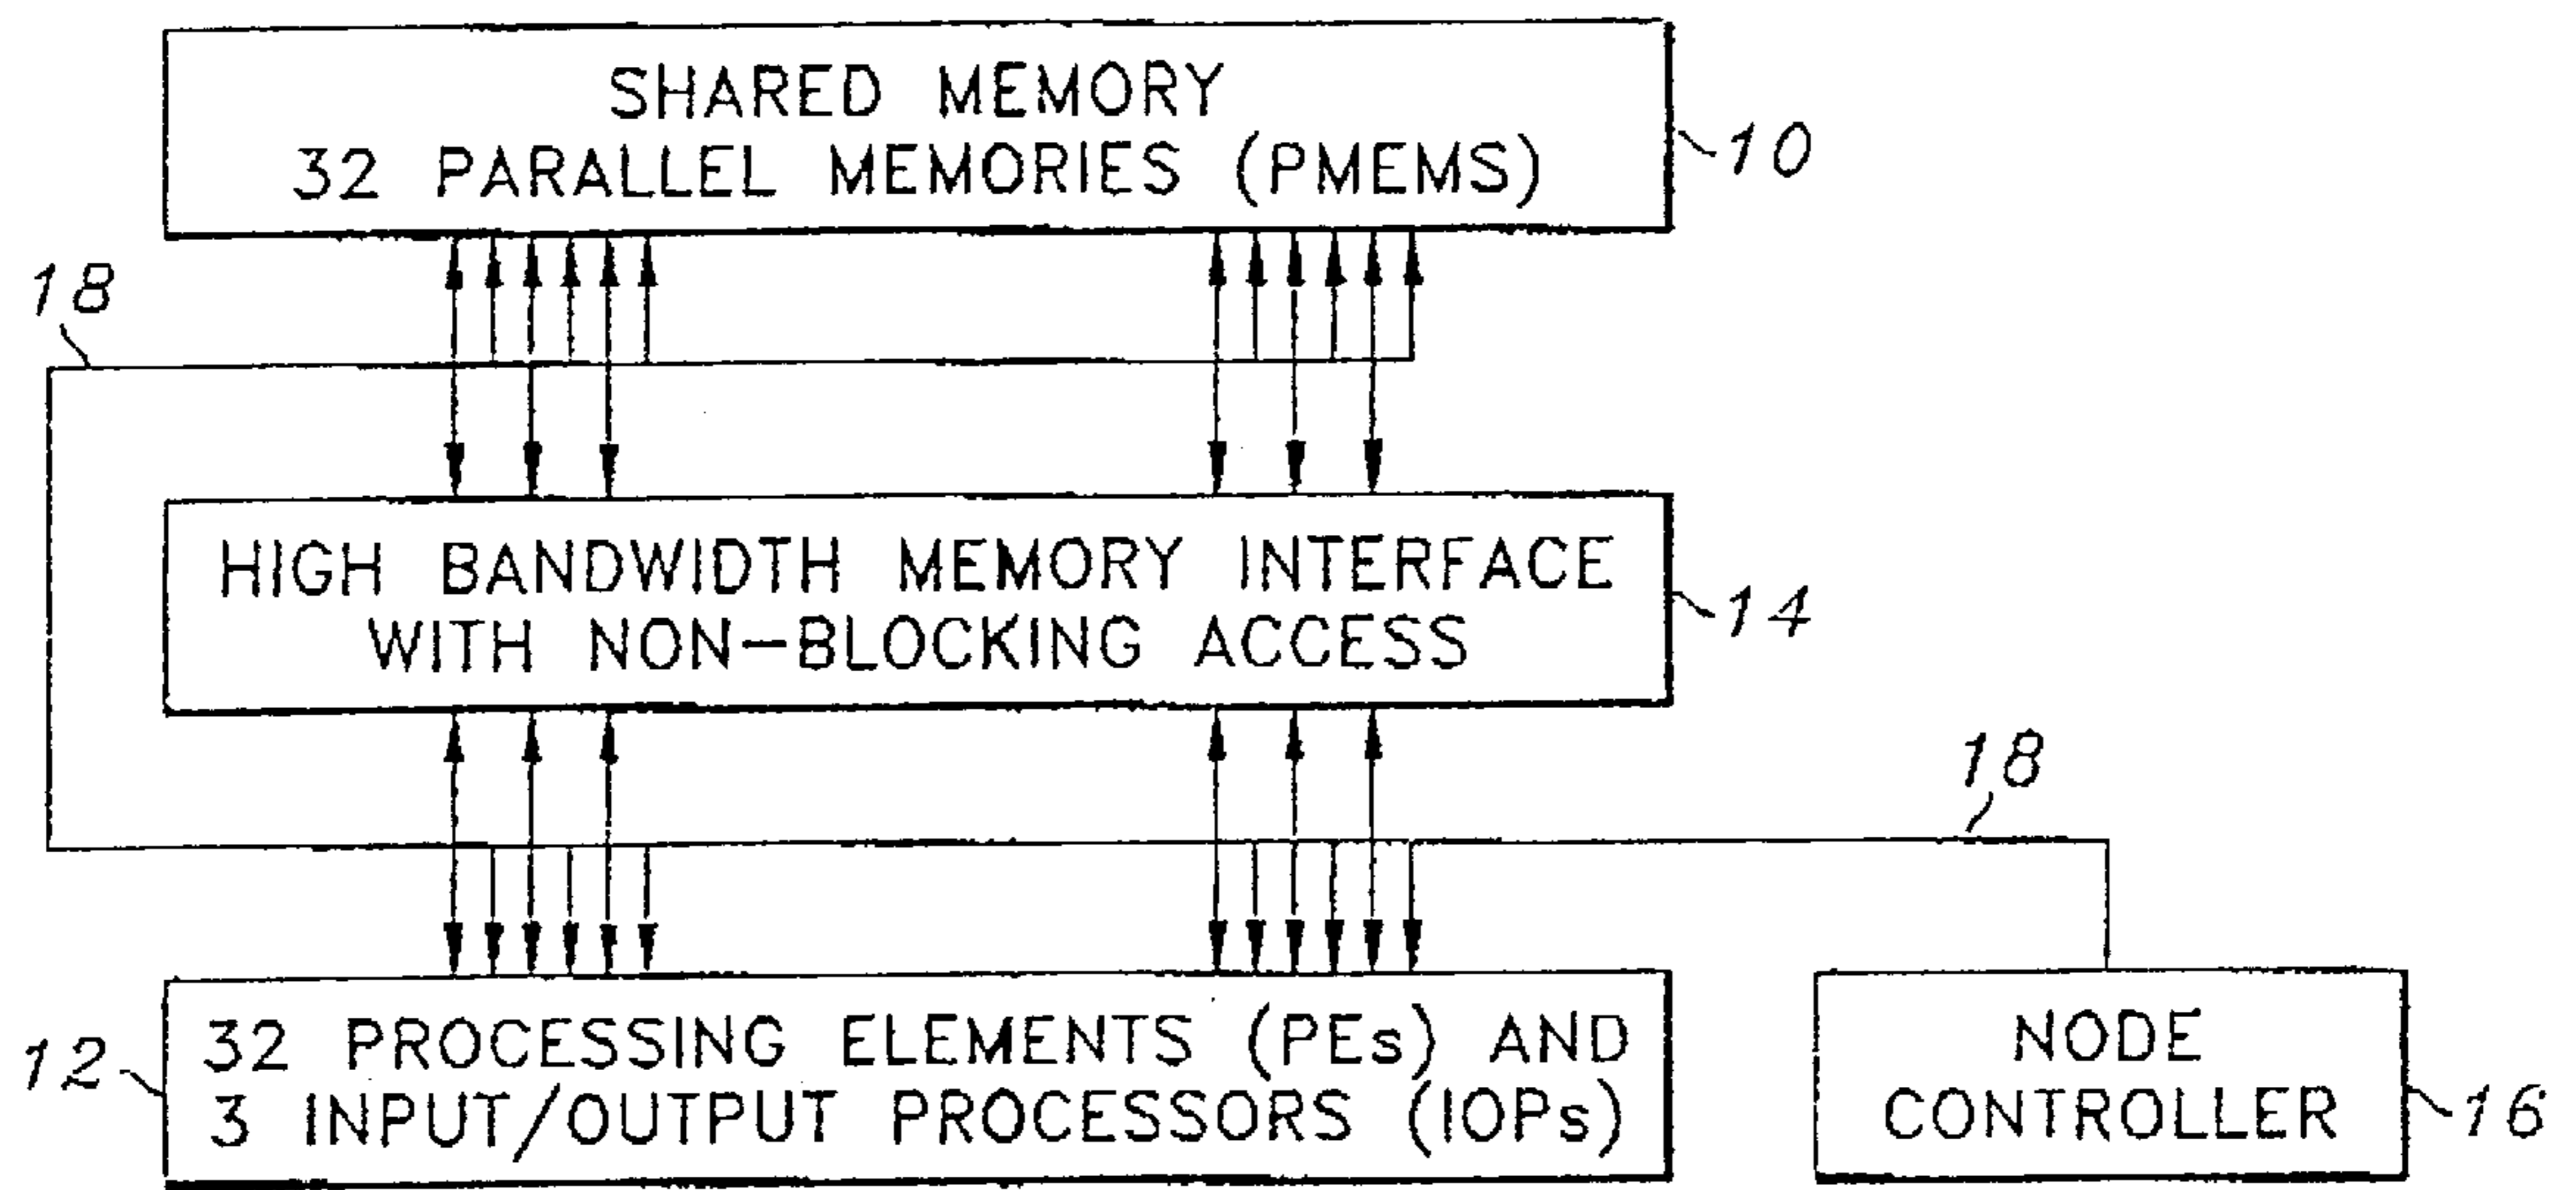 SHARED MEMORY
32 PARALLEL MEMORIES (PMEMS)
10
18
HIGH BANDWIDTH MEMORY INTERFACE
WITH NON-BLOCKING ACCESS
14
18
12
32 PROCESSING ELEMENTS (PEs) AND
3 INPUT/OUTPUT PROCESSORS (IOPs)
NODE
CONTROLLER
16